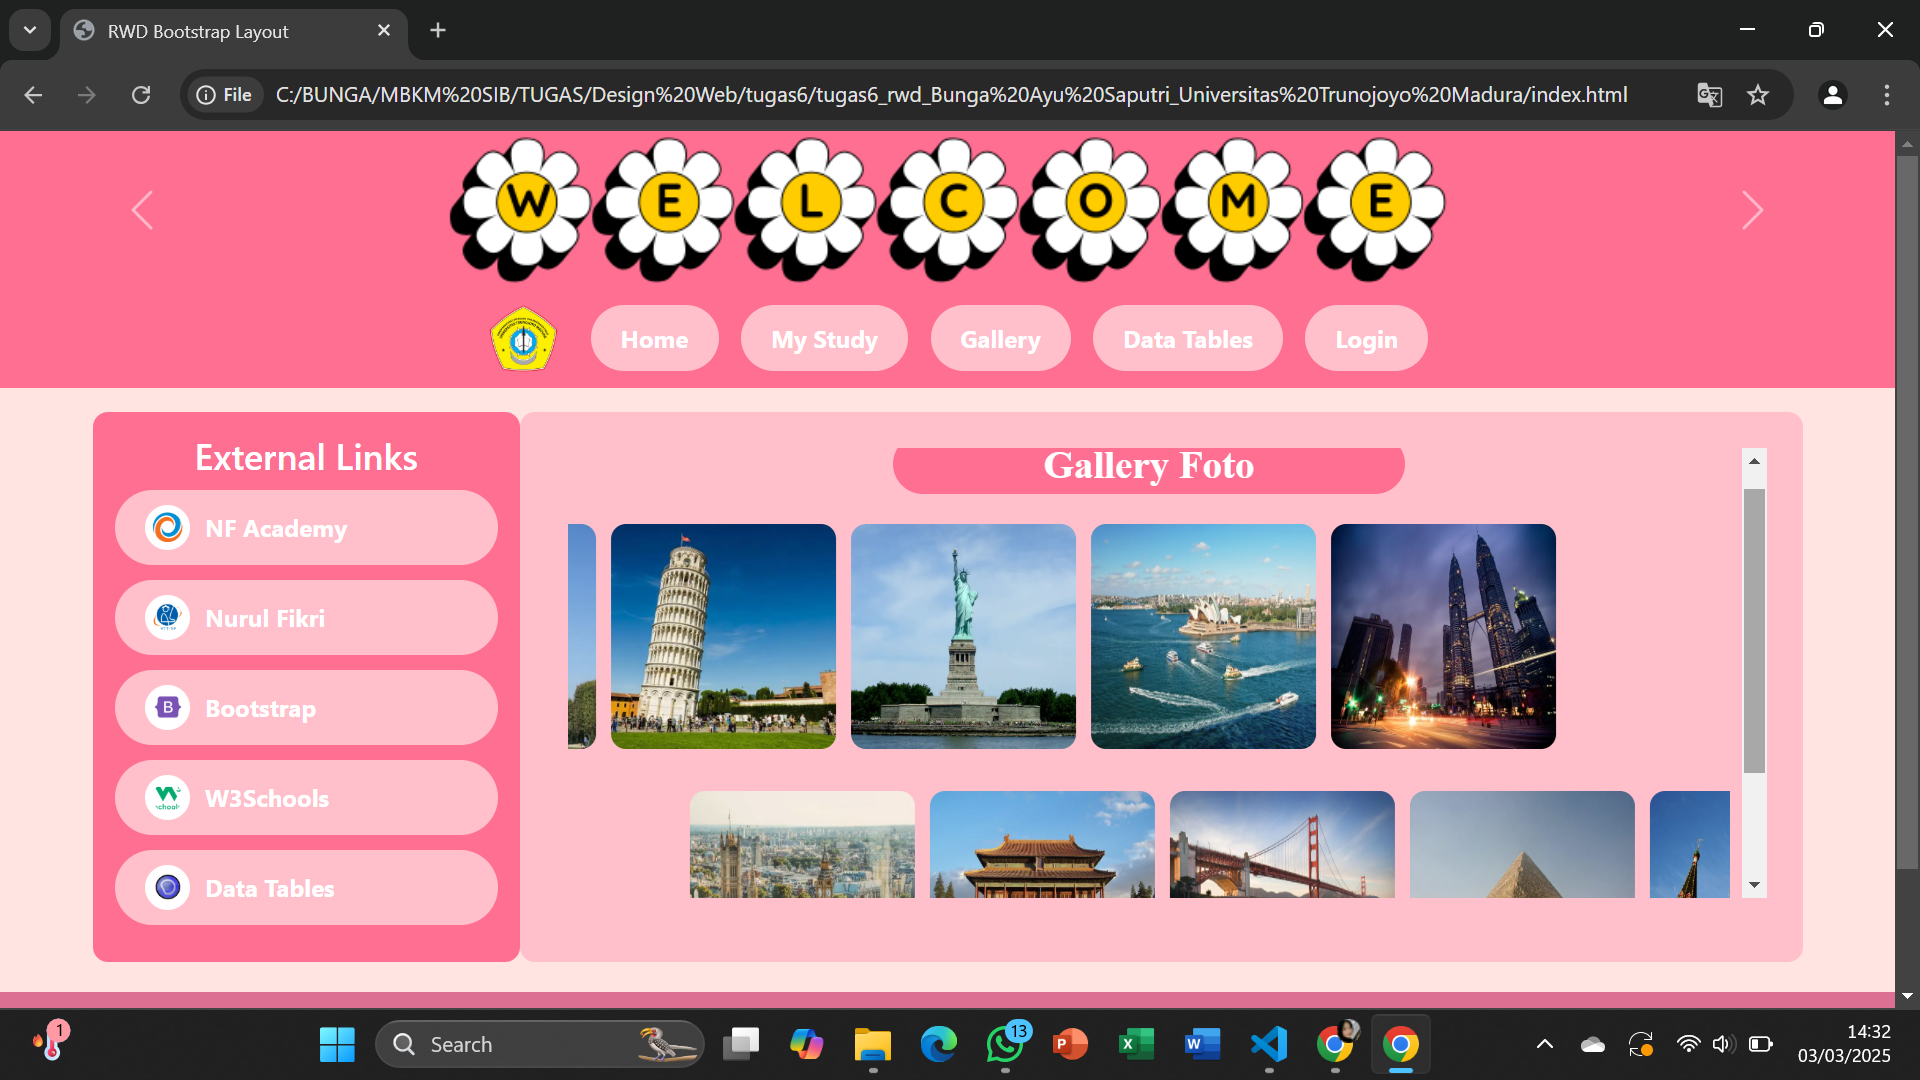 RWD Bootstrap Layout
File
C:/BUNGA/MBKM%20SIB/TUGAS/Design%20Web/tugas6/tugas6_rwd_Bunga%20Ayu%20Saputri_Universitas%20Trunojoyo%20Madura/index.html
WELCOME
Home
My Study
Gallery
Data Tables
Login
External Links
NF Academy
Nurul Fikri
B
Bootstrap
W3Schools
Data Tables
Gallery Foto
1
Search
13
P
X
W
14:32
03/03/2025